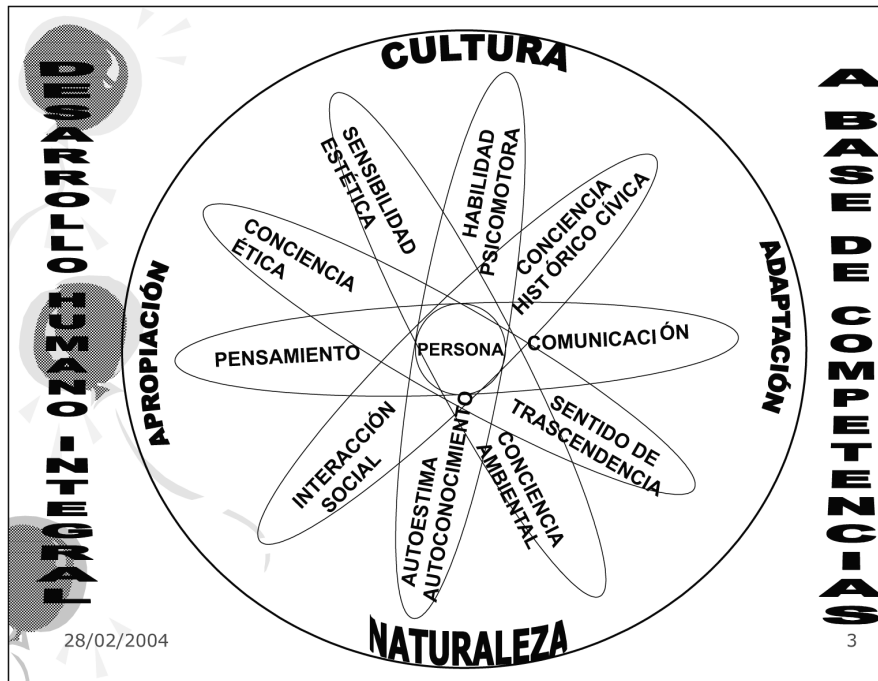 DESARROLLO HUMANO INTEGRAL
A BASE DE COMPETENCIAS
CULTURA
SENSIBILIDAD
ESTÉTICA
HABILIDAD
PSICOMOTORA
CONCIENCIA
HISTÓRICO CÍVICA
CONCIENCIA
ÉTICA
APROPIACIÓN
ADAPTACIÓN
PENSAMIENTO
PERSONA
COMUNICACIÓN
INTERACCIÓN
SOCIAL
AUTOESTIMA
AUTOCONOCIMIENTO
CONCIENCIA
AMBIENTAL
SENTIDO DE
TRASCENDENCIA
NATURALEZA
28/02/2004
3